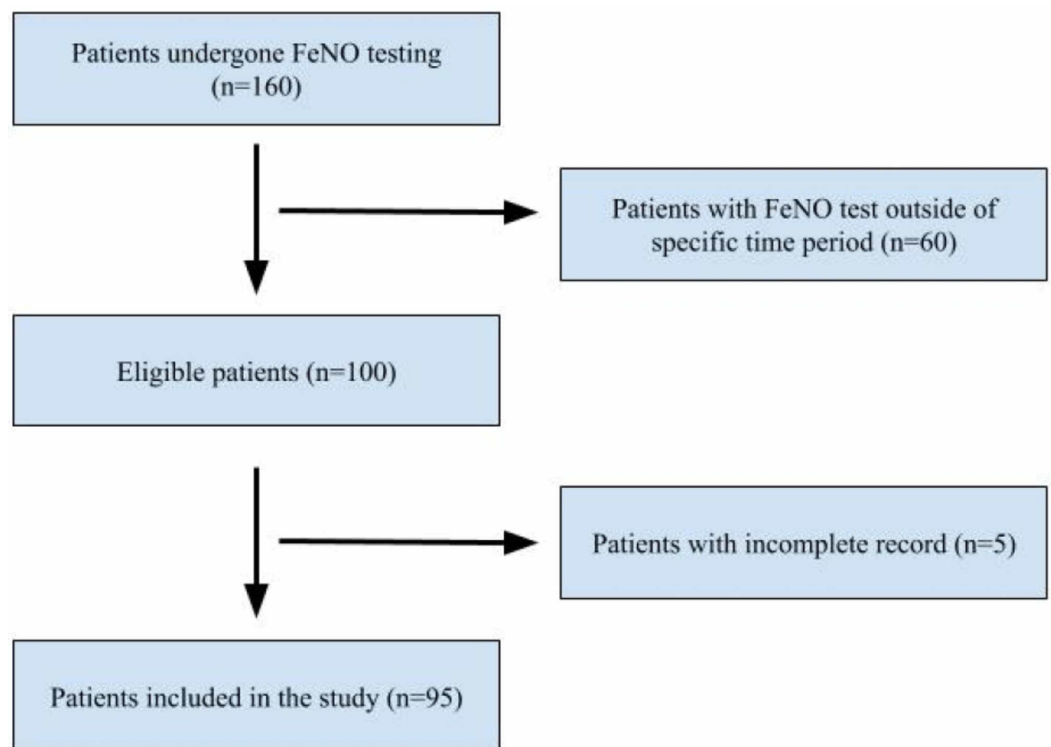 Patients undergone FeNO testing
(n=160)
Patients with FeNO test outside of
specific time period (n=60)
Eligible patients (n=100)
Patients with incomplete record (n=5)
Patients included in the study (n=95)